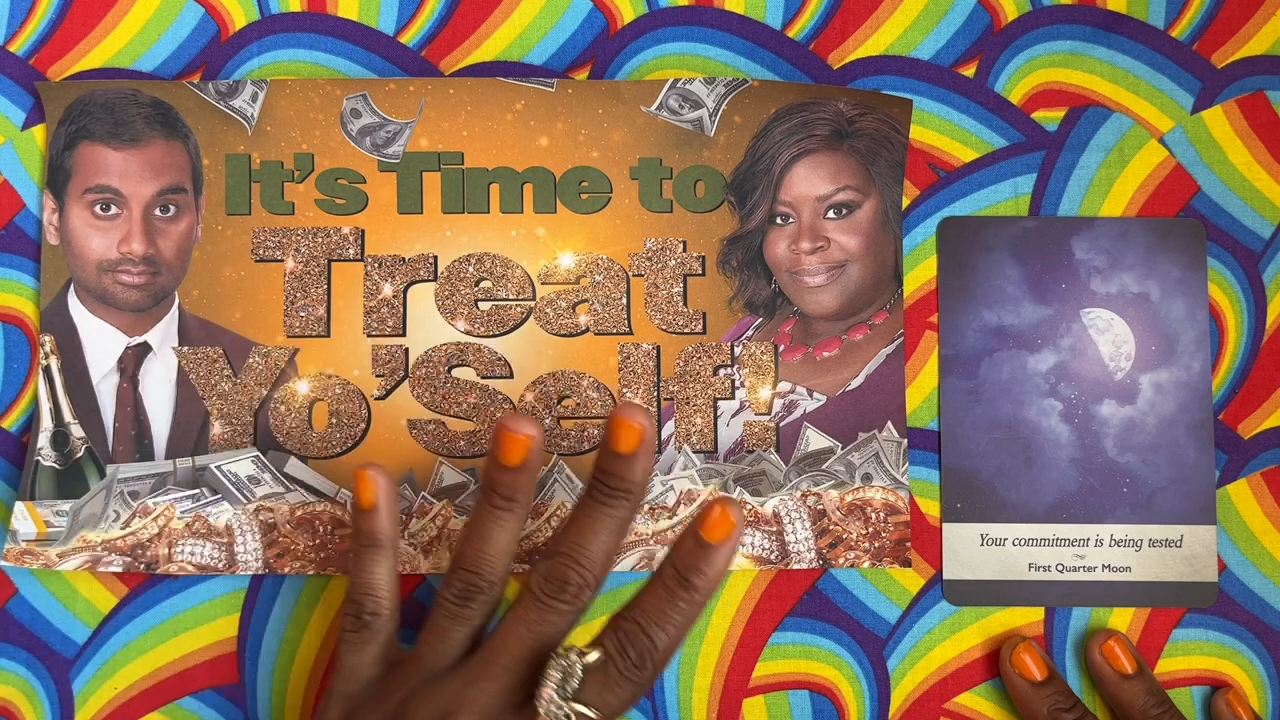 It's Time to
Treat
Yo'Self!
Your commitment is being tested
First Quarter Moon